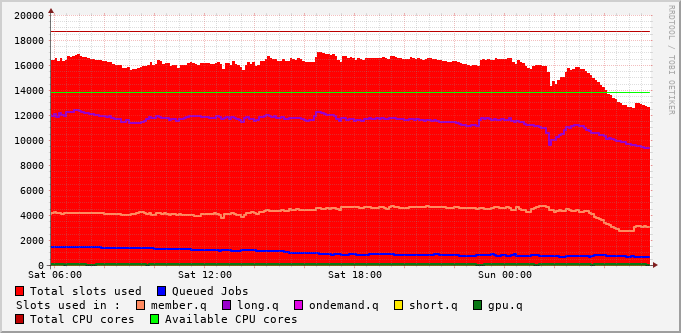 20000
18000
16000
14000
12000
10000
8000
6000
4000
2000
0
Sat 06:00 Sat 12:00 Sat 18:00 Sun 00:00
Total slots used Queued Jobs
Slots used in : member.q long.q ondemand.q short.q gpu.q
Total CPU cores Available CPU cores
RRDTOOL / TOBI OETIKER